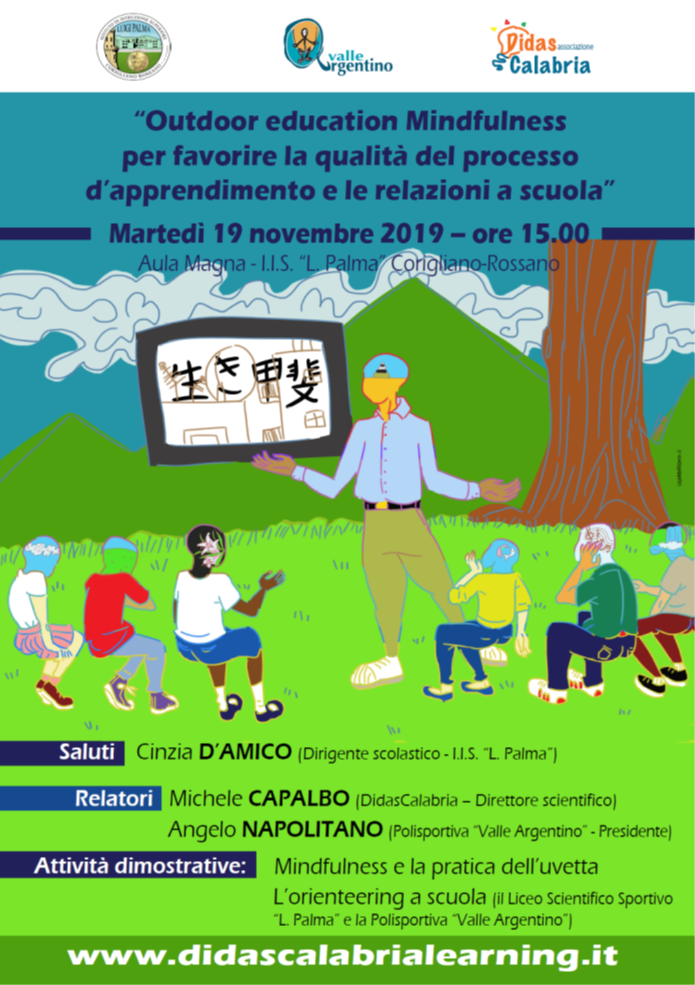 LUIGI PALMA
valle
Argentino
Didas
associazione
Calabria
“Outdoor education Mindfulness
per favorire la qualità del processo
d’apprendimento e le relazioni a scuola”
Martedì 19 novembre 2019 – ore 15.00
Aula Magna - I.I.S. “L. Palma” Corigliano-Rossano
生き甲斐
Saluti Cinzia D’AMICO (Dirigente scolastico - I.I.S. “L. Palma”)
Relatori Michele CAPALBO (DidasCalabria – Direttore scientifico)
Angelo NAPOLITANO (Polisportiva “Valle Argentino” - Presidente)
Attività dimostrative: Mindfulness e la pratica dell’uvetta
L’orienteering a scuola (il Liceo Scientifico Sportivo
“L. Palma” e la Polisportiva “Valle Argentino”)
www.didascalabrialearning.it